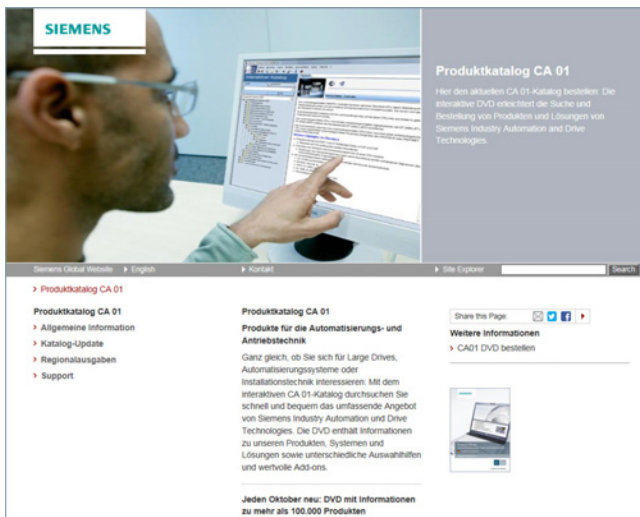 SIEMENS
Produktkatalog CA 01
Hier den aktuellen CA 01-Katalog bestellen: Die
interaktive DVD erleichtert die Suche und
Bestellung von Produkten und Lösungen von
Siemens Industry Automation and Drive
Technologies.
Siemens Global Website English Kontakt Site Explorer Search
Produktkatalog CA 01
Produktkatalog CA 01
Allgemeine Information
Katalog-Update
Regionalausgaben
Support
Produktkatalog CA 01
Produkte für die Automatisierungs- und
Antriebstechnik
Ganz gleich, ob Sie sich für Large Drives,
Automatisierungssysteme oder
Installationstechnik interessieren: Mit dem
interaktiven CA 01-Katalog durchsuchen Sie
schnell und bequem das umfassende Angebot
von Siemens Industry Automation und Drive
Technologies. Die DVD enthält Informationen
zu unseren Produkten, Systemen und
Lösungen sowie unterschiedliche Auswahlhilfen
und wertvolle Add-ons.
Jeden Oktober neu: DVD mit Informationen
zu mehr als 100.000 Produkten
Share this Page:
Weitere Informationen
CA01 DVD bestellen
SIEMENS